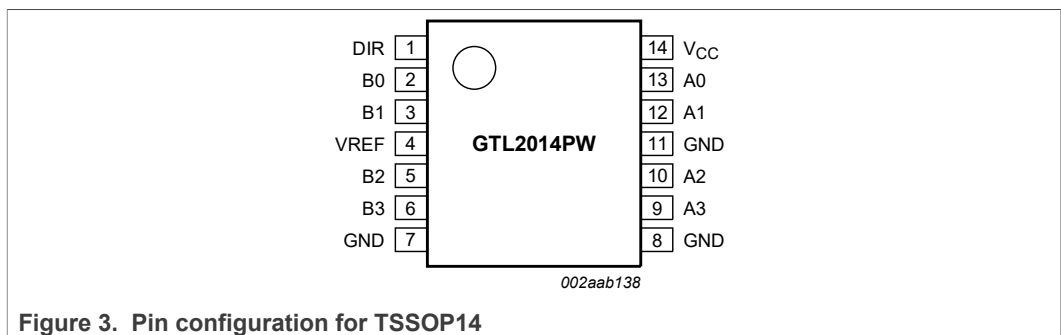 DIR 1 14 VCC
B0 2 13 A0
B1 3 12 A1
VREF 4 GTL2014PW 11 GND
B2 5 10 A2
B3 6 9 A3
GND 7 8 GND
002aab138
Figure 3. Pin configuration for TSSOP14